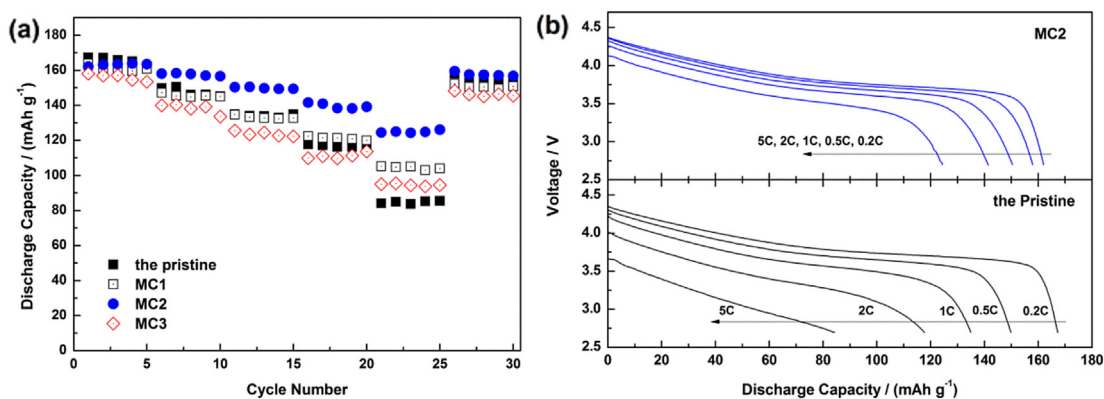 (a)
180
160
140
120
100
80
60
40
20
0
Discharge Capacity / (mAh g⁻¹)
the pristine
MC1
MC2
MC3
0 5 10 15 20 25 30
Cycle Number
(b)
4.5
4.0
3.5
3.0
2.5
MC2
5C, 2C, 1C, 0.5C, 0.2C
Voltage / V
4.5
4.0
3.5
3.0
2.5
the Pristine
5C 2C 1C 0.5C 0.2C
0 20 40 60 80 100 120 140 160 180
Discharge Capacity / (mAh g⁻¹)